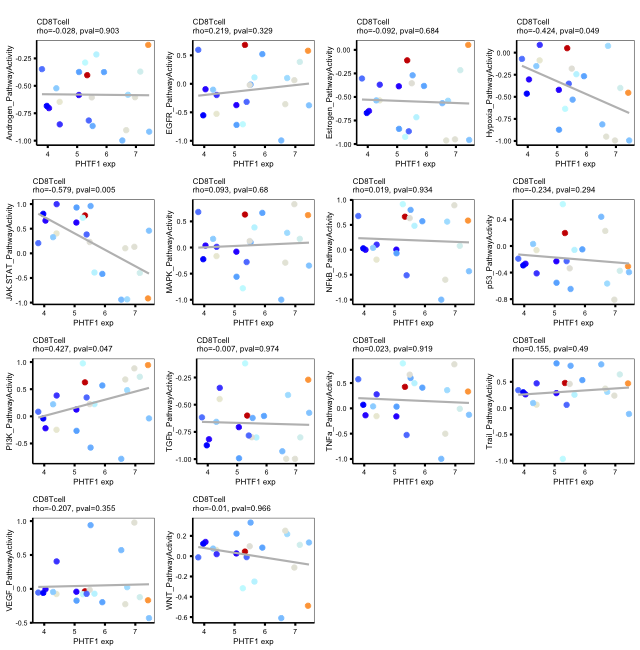 CD8Tcell
rho=-0.028, pval=0.903
Androgen_PathwayActivity
-0.25
-0.50
-0.75
-1.00
4 5 6 7
PHTF1 exp
CD8Tcell
rho=0.219, pval=0.329
EGFR_PathwayActivity
0.5
0.0
-0.5
-1.0
4 5 6 7
PHTF1 exp
CD8Tcell
rho=-0.092, pval=0.684
Estrogen_PathwayActivity
0.00
-0.25
-0.50
-0.75
-1.00
4 5 6 7
PHTF1 exp
CD8Tcell
rho=-0.424, pval=0.049
Hypoxia_PathwayActivity
0.00
-0.25
-0.50
-0.75
-1.00
4 5 6 7
PHTF1 exp
CD8Tcell
rho=-0.579, pval=0.005
JAK.STAT_PathwayActivity
1.0
0.5
0.0
-0.5
-1.0
4 5 6 7
PHTF1 exp
CD8Tcell
rho=0.093, pval=0.68
MAPK_PathwayActivity
0.5
0.0
-0.5
-1.0
4 5 6 7
PHTF1 exp
CD8Tcell
rho=0.019, pval=0.934
NFkB_PathwayActivity
1.0
0.5
0.0
-0.5
-1.0
4 5 6 7
PHTF1 exp
CD8Tcell
rho=-0.234, pval=0.294
p53_PathwayActivity
0.4
0.0
-0.4
-0.8
4 5 6 7
PHTF1 exp
CD8Tcell
rho=0.427, pval=0.047
PI3K_PathwayActivity
1.0
0.5
0.0
-0.5
4 5 6 7
PHTF1 exp
CD8Tcell
rho=-0.007, pval=0.974
TGFb_PathwayActivity
-0.25
-0.50
-0.75
-1.00
4 5 6 7
PHTF1 exp
CD8Tcell
rho=0.023, pval=0.919
TNFa_PathwayActivity
0.5
0.0
-0.5
-1.0
4 5 6 7
PHTF1 exp
CD8Tcell
rho=0.155, pval=0.49
Trail_PathwayActivity
0.5
0.0
-0.5
-1.0
4 5 6 7
PHTF1 exp
CD8Tcell
rho=-0.207, pval=0.355
VEGF_PathwayActivity
1.0
0.5
0.0
-0.5
4 5 6 7
PHTF1 exp
CD8Tcell
rho=-0.01, pval=0.966
WNT_PathwayActivity
0.2
0.0
-0.2
-0.4
-0.6
4 5 6 7
PHTF1 exp